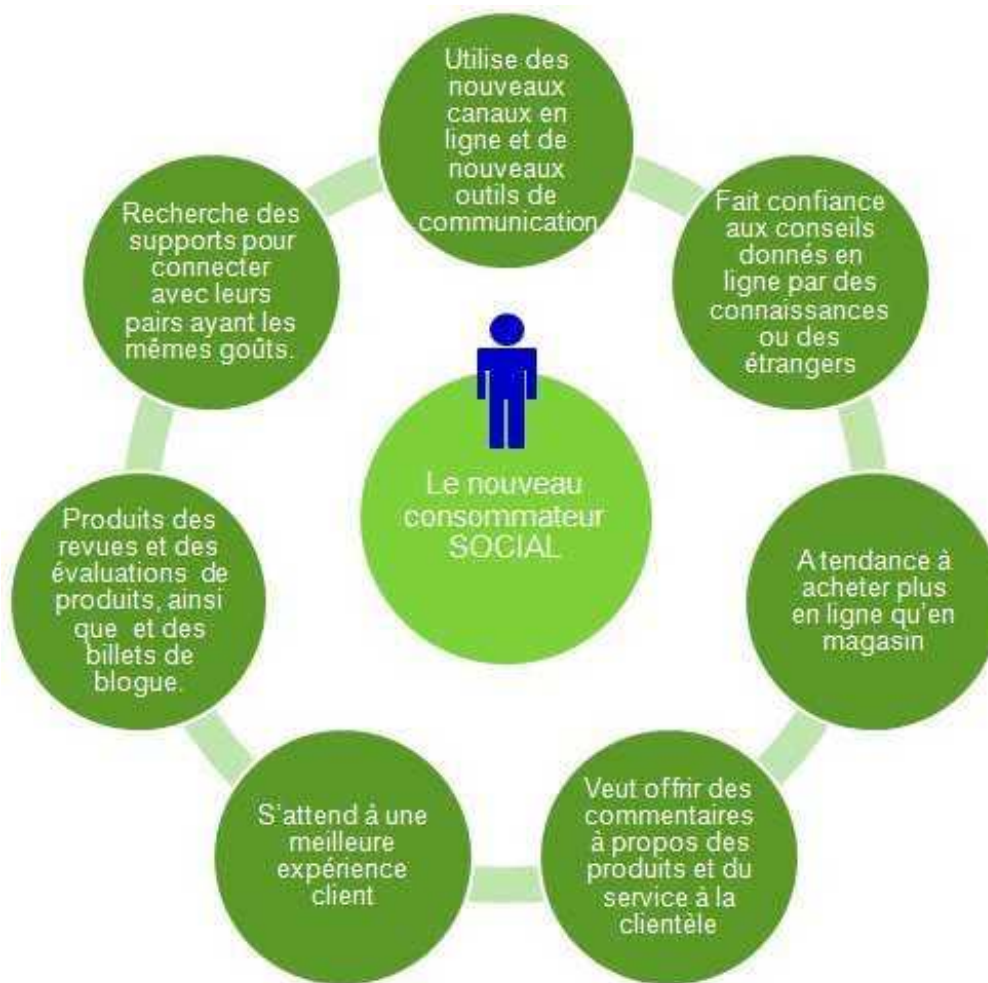 Utilise des
nouveaux
canaux en
ligne et de
nouveaux
outils de
communication
Fait confiance
aux conseils
donnés en
ligne par des
connaissances
ou des
étrangers
A tendance à
acheter plus
en ligne qu'en
magasin
Veut offrir des
commentaires
à propos des
produits et du
service à la
clientèle
S'attend à une
meilleure
expérience
client
Produits des
revues et des
évaluations de
produits, ainsi
que et des
billets de
blogue.
Recherche des
supports pour
connecter
avec leurs
pairs ayant les
mêmes goûts.
Le nouveau
consommateur
SOCIAL